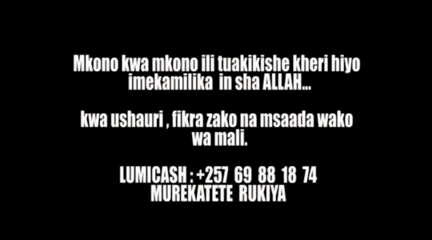 Mkono kwa mkono ili tuakikishe kheri hiyo
imekamilika in sha ALLAH...
kwa ushauri , fikra zako na msaada wako
wa mali.
LUMICASH : +257 69 88 18 74
MUREKATETE RUKIYA